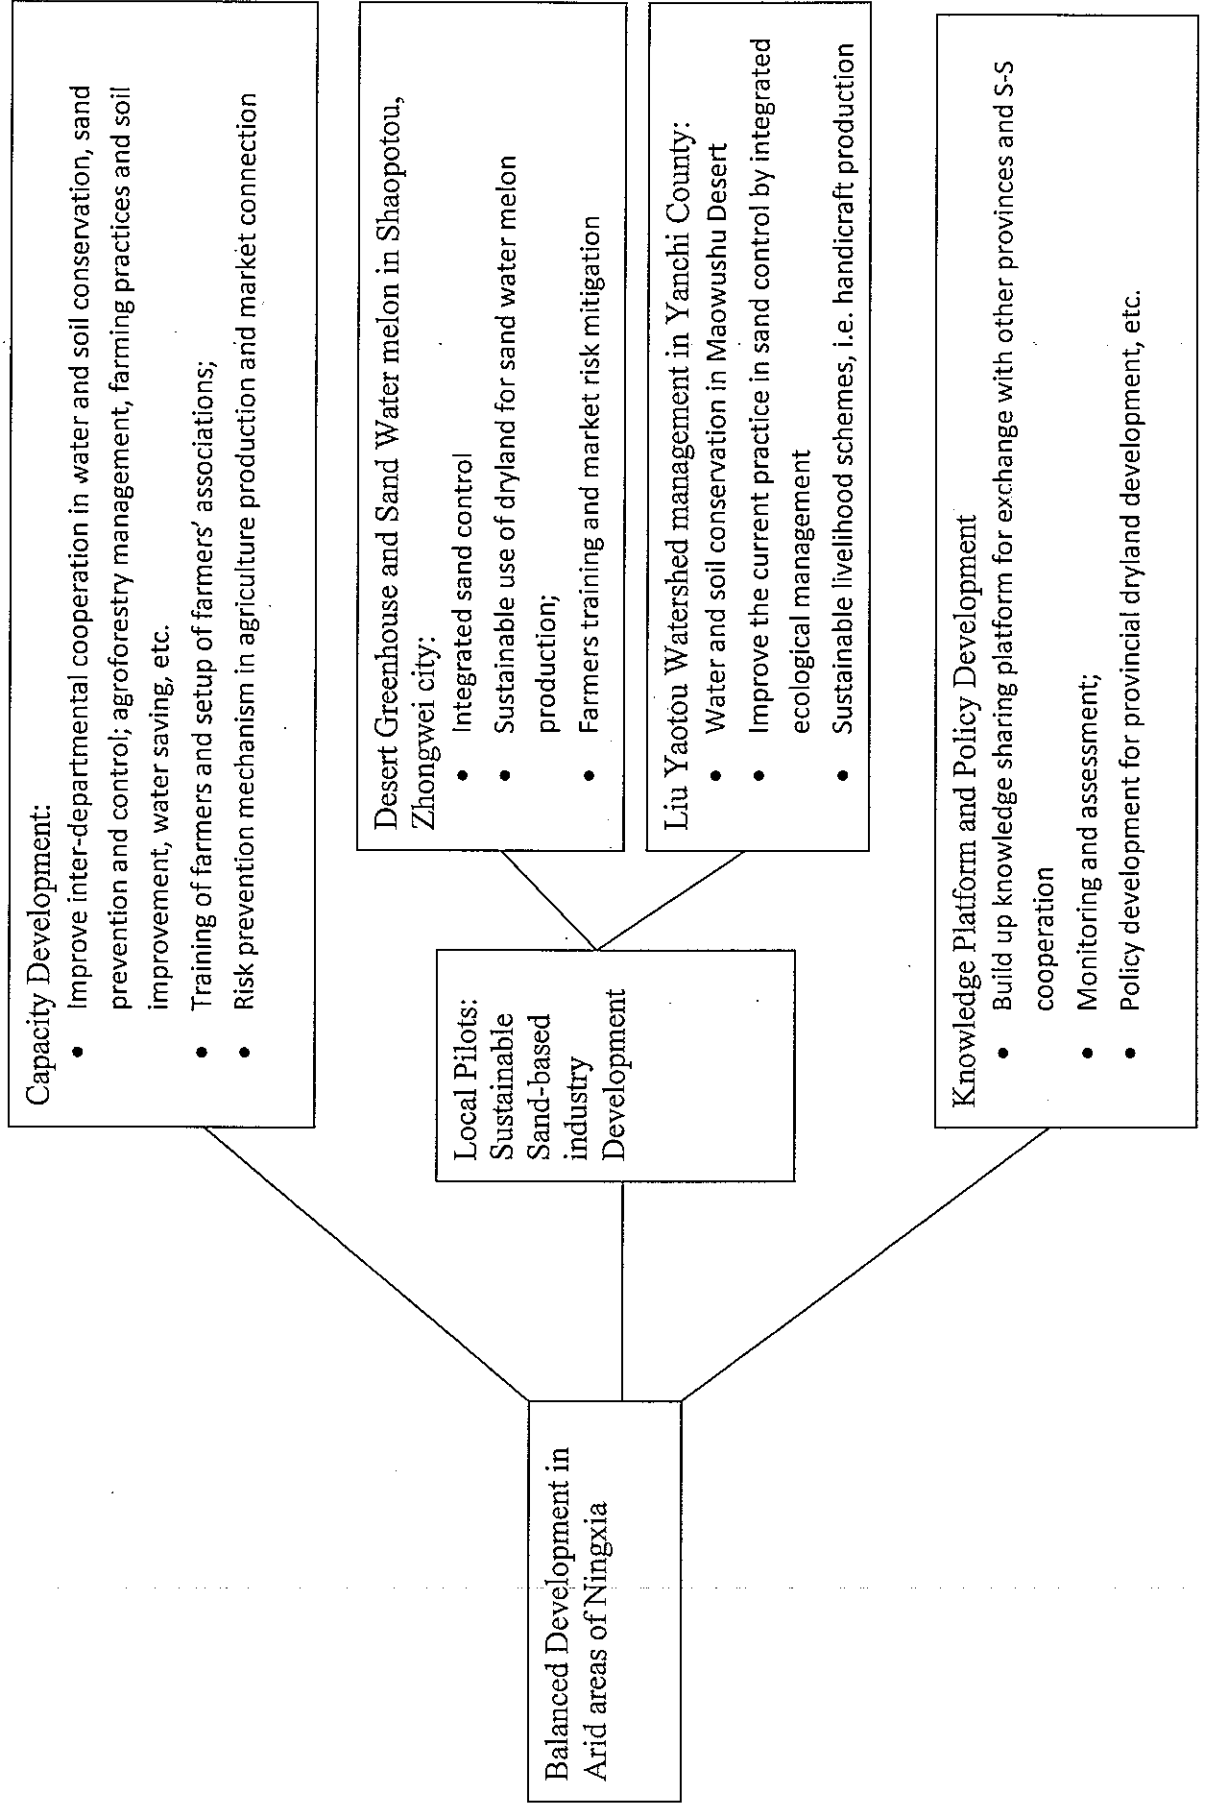 Balanced Development in
Arid areas of Ningxia
Capacity Development:
• Improve inter-departmental cooperation in water and soil conservation, sand
prevention and control; agroforestry management, farming practices and soil
improvement, water saving, etc.
• Training of farmers and setup of farmers’ associations;
• Risk prevention mechanism in agriculture production and market connection
Local Pilots:
Sustainable
Sand-based
industry
Development
Desert Greenhouse and Sand Water melon in Shaopotou,
Zhongwei city:
• Integrated sand control
• Sustainable use of dryland for sand water melon
production;
• Farmers training and market risk mitigation
Liu Yaotou Watershed management in Yanchi County:
• Water and soil conservation in Maowushu Desert
• Improve the current practice in sand control by integrated
ecological management
• Sustainable livelihood schemes, i.e. handicraft production
Knowledge Platform and Policy Development
• Build up knowledge sharing platform for exchange with other provinces and S-S
cooperation
• Monitoring and assessment;
• Policy development for provincial dryland development, etc.